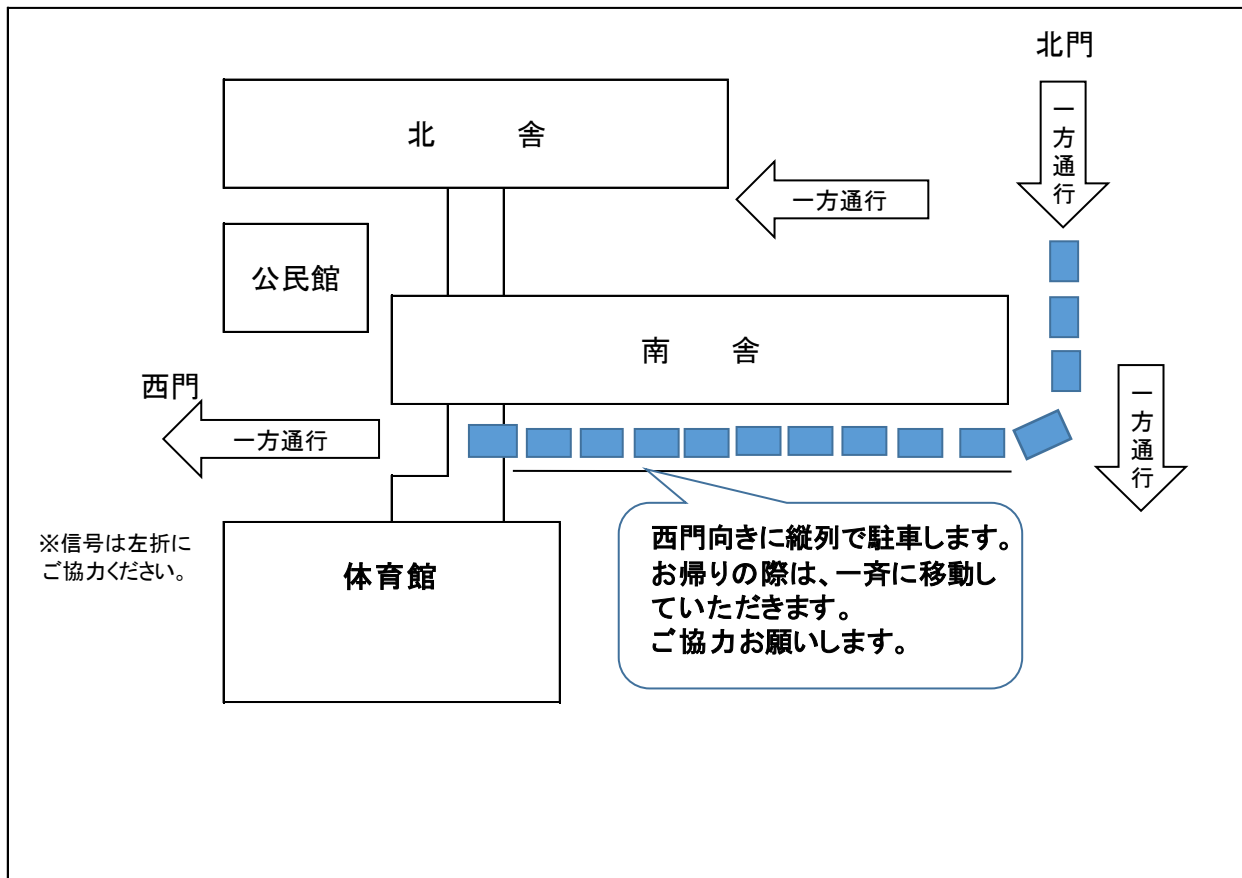 北門
一方通行
北　　舎
一方通行
公民館
南　　舎
西門
一方通行
一方通行
※信号は左折に
ご協力ください。
体育館
西門向きに縦列で駐車します。
お帰りの際は、一斉に移動し
ていただきます。
ご協力お願いします。